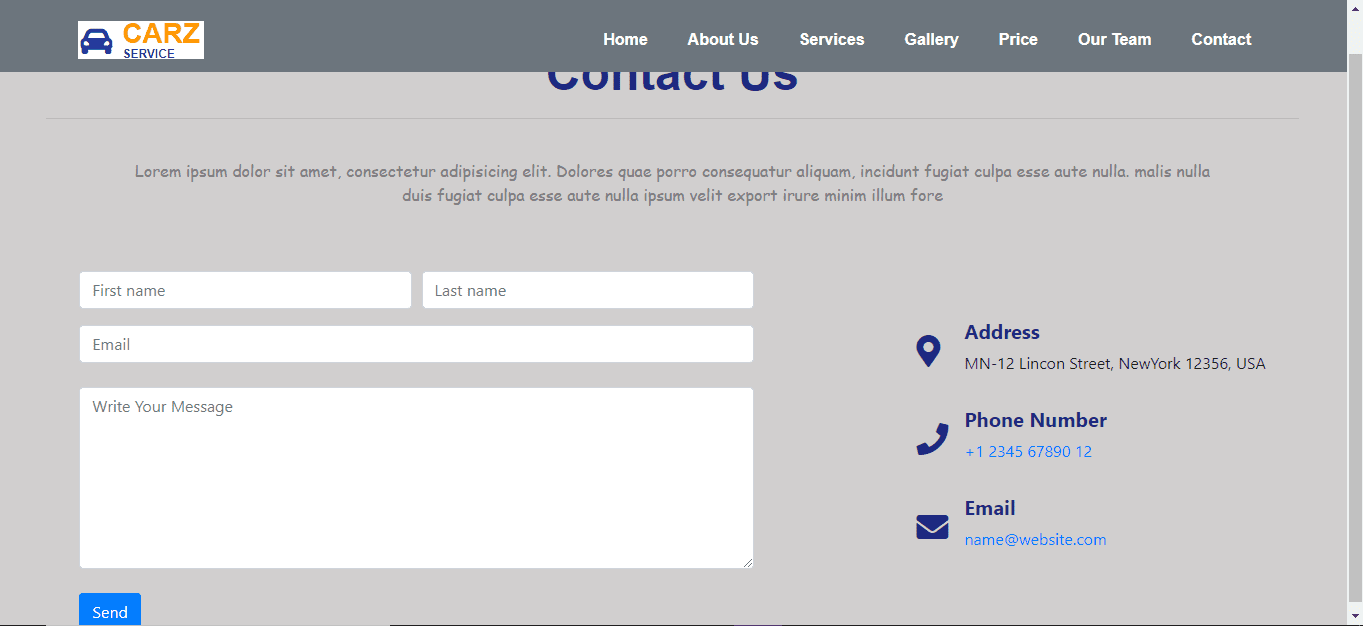 CARZ
SERVICE
Home About Us Services Gallery Price Our Team Contact
Contact Us
Lorem ipsum dolor sit amet, consectetur adipisicing elit. Dolores quae porro consequatur aliquam, incidunt fugiat culpa esse aute nulla. malis nulla
duis fugiat culpa esse aute nulla ipsum velit export irure minim illum fore
First name Last name
Email
Write Your Message
Send
Address
MN-12 Lincon Street, NewYork 12356, USA
Phone Number
+1 2345 67890 12
Email
name@website.com